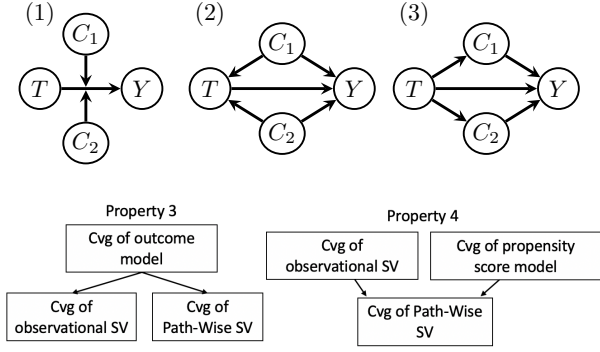 (1)
C1
T
Y
C2
(2)
C1
T
Y
C2
(3)
C1
T
Y
C2
Property 3
Cvg of outcome
model
Cvg of
observational SV
Cvg of
Path-Wise SV
Property 4
Cvg of
observational SV
Cvg of propensity
score model
Cvg of Path-Wise
SV